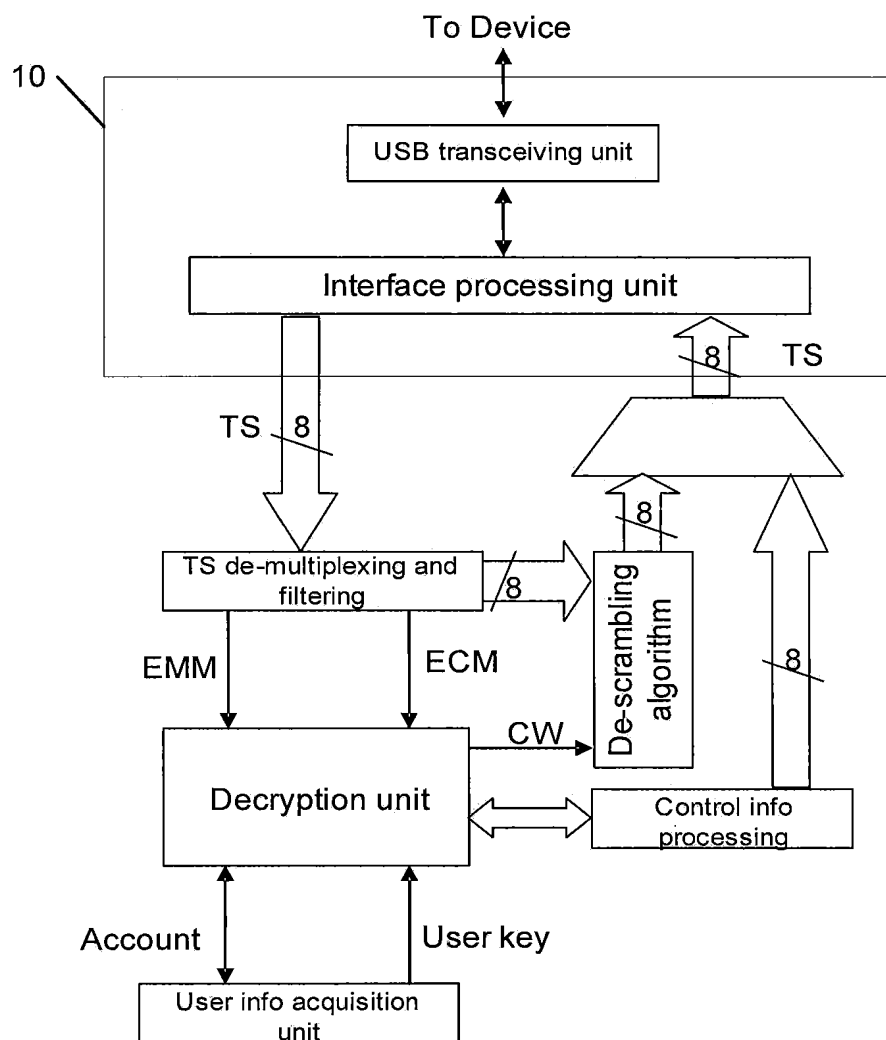 To Device
10
USB transceiving unit
Interface processing unit
8
TS
TS
8
8
TS de-multiplexing and
filtering
8
De-scrambling
algorithm
EMM
ECM
8
CW
Decryption unit
Control info
processing
Account
User key
User info acquisition
unit